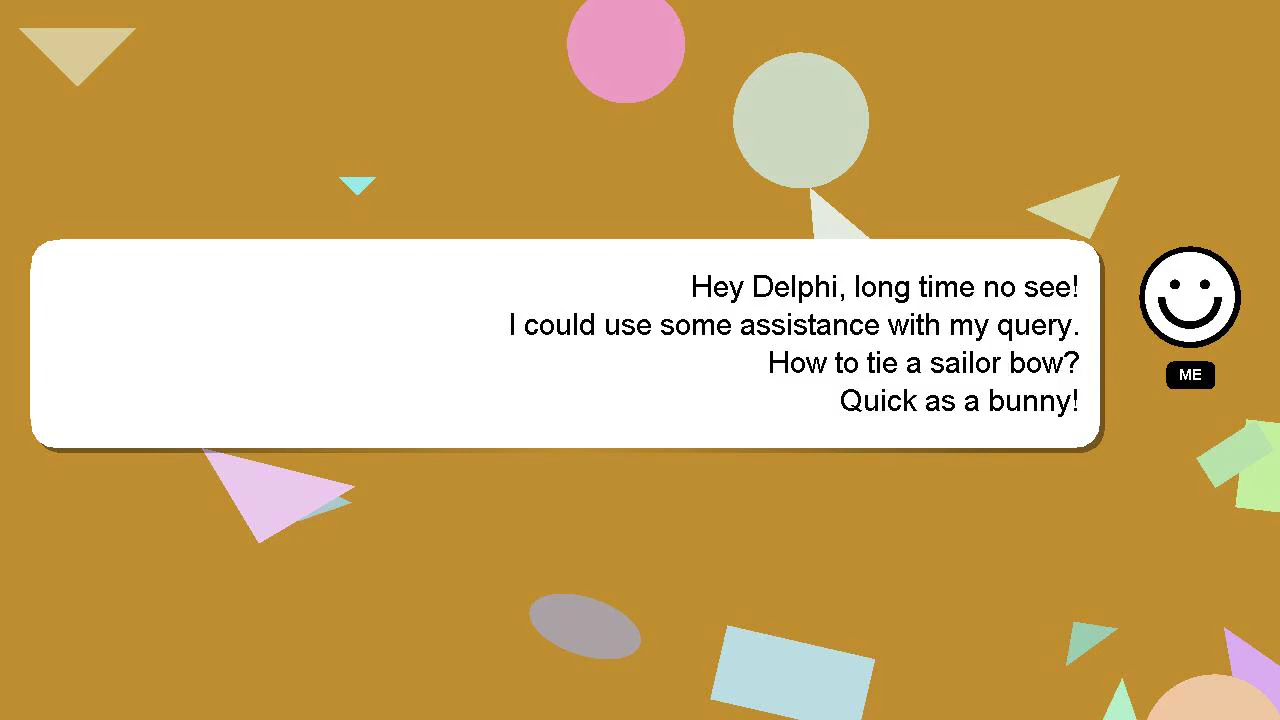 Hey Delphi, long time no see!
I could use some assistance with my query.
How to tie a sailor bow?
Quick as a bunny!
ME